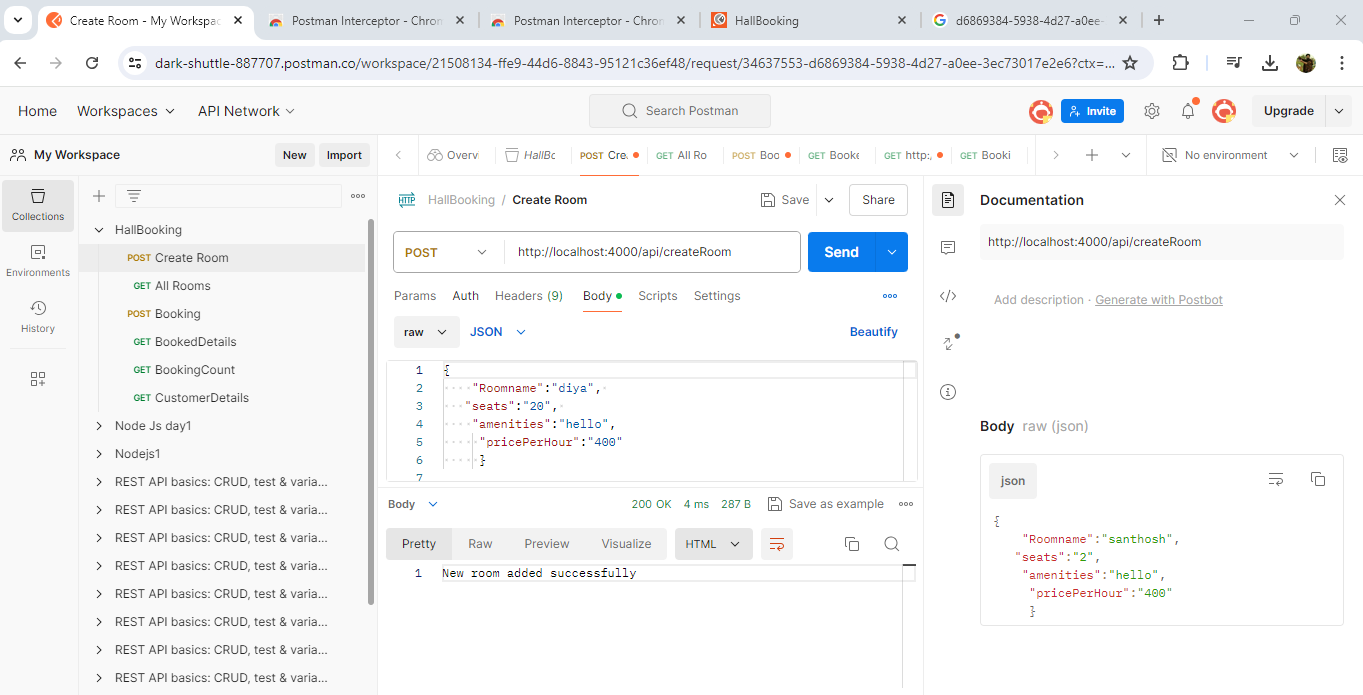 Create Room - My Workspac
Postman Interceptor - Chrom
Postman Interceptor - Chrom
HallBooking
d6869384-5938-4d27-a0ee-
dark-shuttle-887707.postman.co/workspace/21508134-ffe9-44d6-8843-95121c36ef48/request/34637553-d6869384-5938-4d27-a0ee-3ec73017e2e6?ctx=...
Home Workspaces API Network Search Postman Invite Upgrade
My Workspace New Import
Overvi HallBo POST Cre. GET All Ro POST Boo GET Booke GET http:/. GET Booki No environment
Collections
Environments
History
HallBooking
POST Create Room
GET All Rooms
POST Booking
GET BookedDetails
GET BookingCount
GET CustomerDetails
Node Js day1
Nodejs1
REST API basics: CRUD, test & varia...
REST API basics: CRUD, test & varia...
REST API basics: CRUD, test & varia...
REST API basics: CRUD, test & varia...
REST API basics: CRUD, test & varia...
REST API basics: CRUD, test & varia...
REST API basics: CRUD, test & varia...
REST API basics: CRUD, test & varia...
HTTP HallBooking / Create Room Save Share
POST http://localhost:4000/api/createRoom Send
Params Auth Headers (9) Body Scripts Settings
raw JSON Beautify
1 {
2 "Roomname":"diya",
3 "seats":"20",
4 "amenities":"hello",
5 "pricePerHour":"400"
6 }
7
Body 200 OK 4 ms 287 B Save as example
Pretty Raw Preview Visualize HTML
1 New room added successfully
Documentation
http://localhost:4000/api/createRoom
Add description · Generate with Postbot
Body raw (json)
json
{
"Roomname":"santhosh",
"seats":"2",
"amenities":"hello",
"pricePerHour":"400"
}